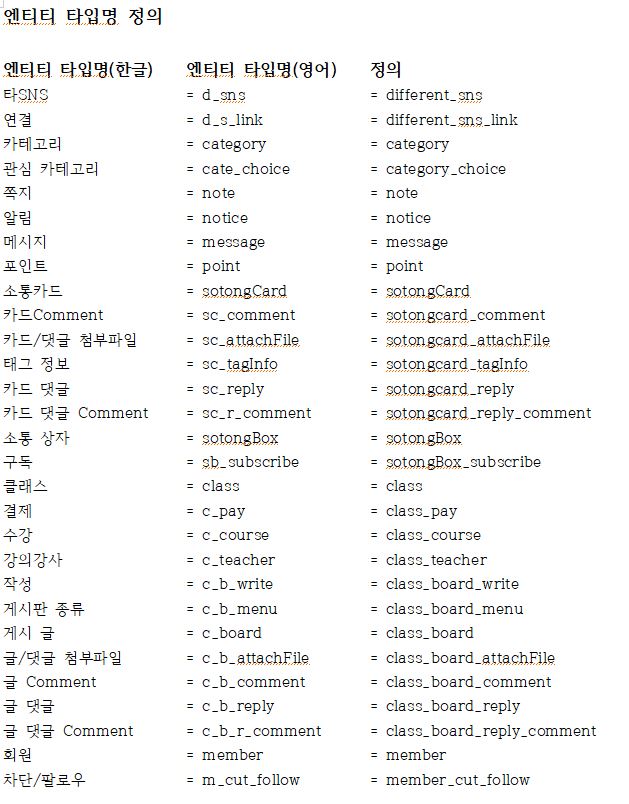 엔티티 타입명 정의
엔티티 타입명(한글) 엔티티 타입명(영어) 정의
타SNS = d_sns = different_sns
연결 = d_s_link = different_sns_link
카테고리 = category = category
관심 카테고리 = cate_choice = category_choice
쪽지 = note = note
알림 = notice = notice
메시지 = message = message
포인트 = point = point
소통카드 = sotongCard = sotongCard
카드Comment = sc_comment = sotongcard_comment
카드/댓글 첨부파일 = sc_attachFile = sotongcard_attachFile
태그 정보 = sc_tagInfo = sotongcard_tagInfo
카드 댓글 = sc_reply = sotongcard_reply
카드 댓글 Comment = sc_r_comment = sotongcard_reply_comment
소통 상자 = sotongBox = sotongBox
구독 = sb_subscribe = sotongBox_subscribe
클래스 = class = class
결제 = c_pay = class_pay
수강 = c_course = class_course
강의강사 = c_teacher = class_teacher
작성 = c_b_write = class_board_write
게시판 종류 = c_b_menu = class_board_menu
게시 글 = c_board = class_board
글/댓글 첨부파일 = c_b_attachFile = class_board_attachFile
글 Comment = c_b_comment = class_board_comment
글 댓글 = c_b_reply = class_board_reply
글 댓글 Comment = c_b_r_comment = class_board_reply_comment
회원 = member = member
차단/팔로우 = m_cut_follow = member_cut_follow